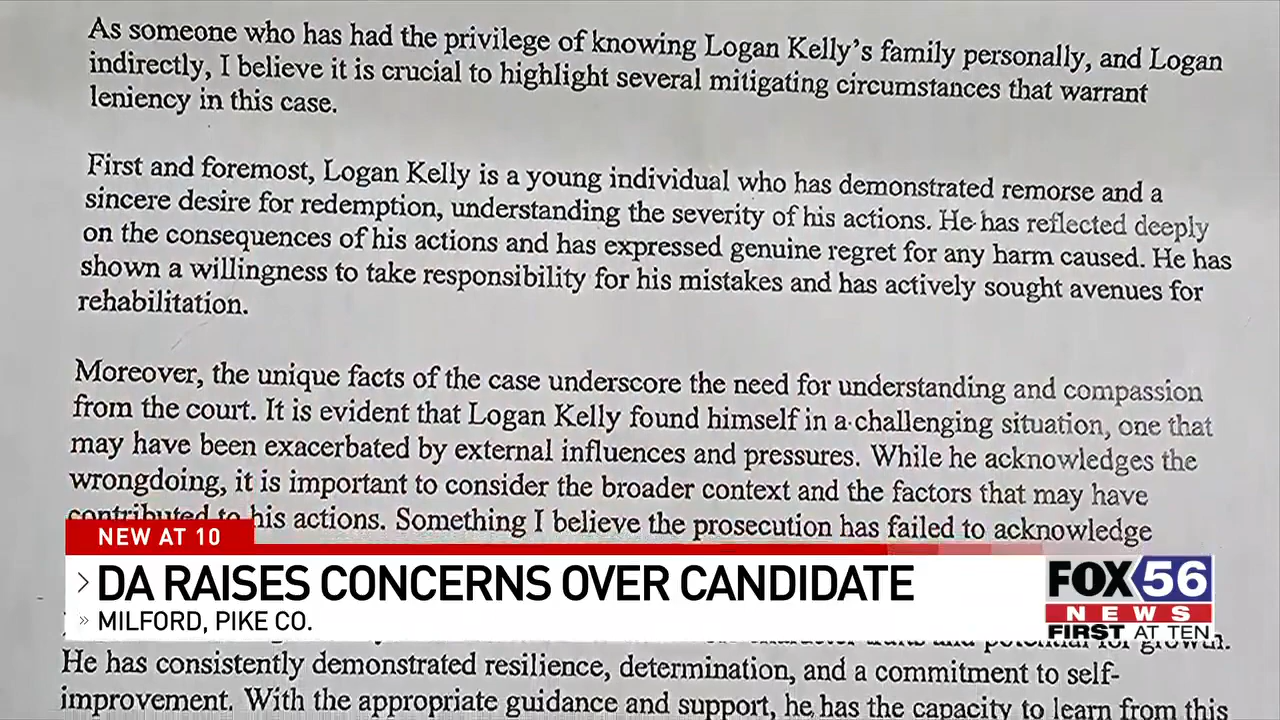 As someone who has had the privilege of knowing Logan Kelly's family personally, and Logan
indirectly, I believe it is crucial to highlight several mitigating circumstances that warrant
leniency in this case.
First and foremost, Logan Kelly is a young individual who has demonstrated remorse and a
sincere desire for redemption, understanding the severity of his actions. He has reflected deeply
on the consequences of his actions and has expressed genuine regret for any harm caused. He has
shown a willingness to take responsibility for his mistakes and has actively sought avenues for
rehabilitation.
Moreover, the unique facts of the case underscore the need for understanding and compassion
from the court. It is evident that Logan Kelly found himself in a challenging situation, one that
may have been exacerbated by external influences and pressures. While he acknowledges the
wrongdoing, it is important to consider the broader context and the factors that may have
contributed to his actions. Something I believe the prosecution has failed to acknowledge
NEW AT 10
DA RAISES CONCERNS OVER CANDIDATE
MILFORD, PIKE CO.
FOX 56
NEWS
FIRST AT TEN
potential for growth.
He has consistently demonstrated resilience, determination, and a commitment to self-
improvement. With the appropriate guidance and support, he has the capacity to learn from this